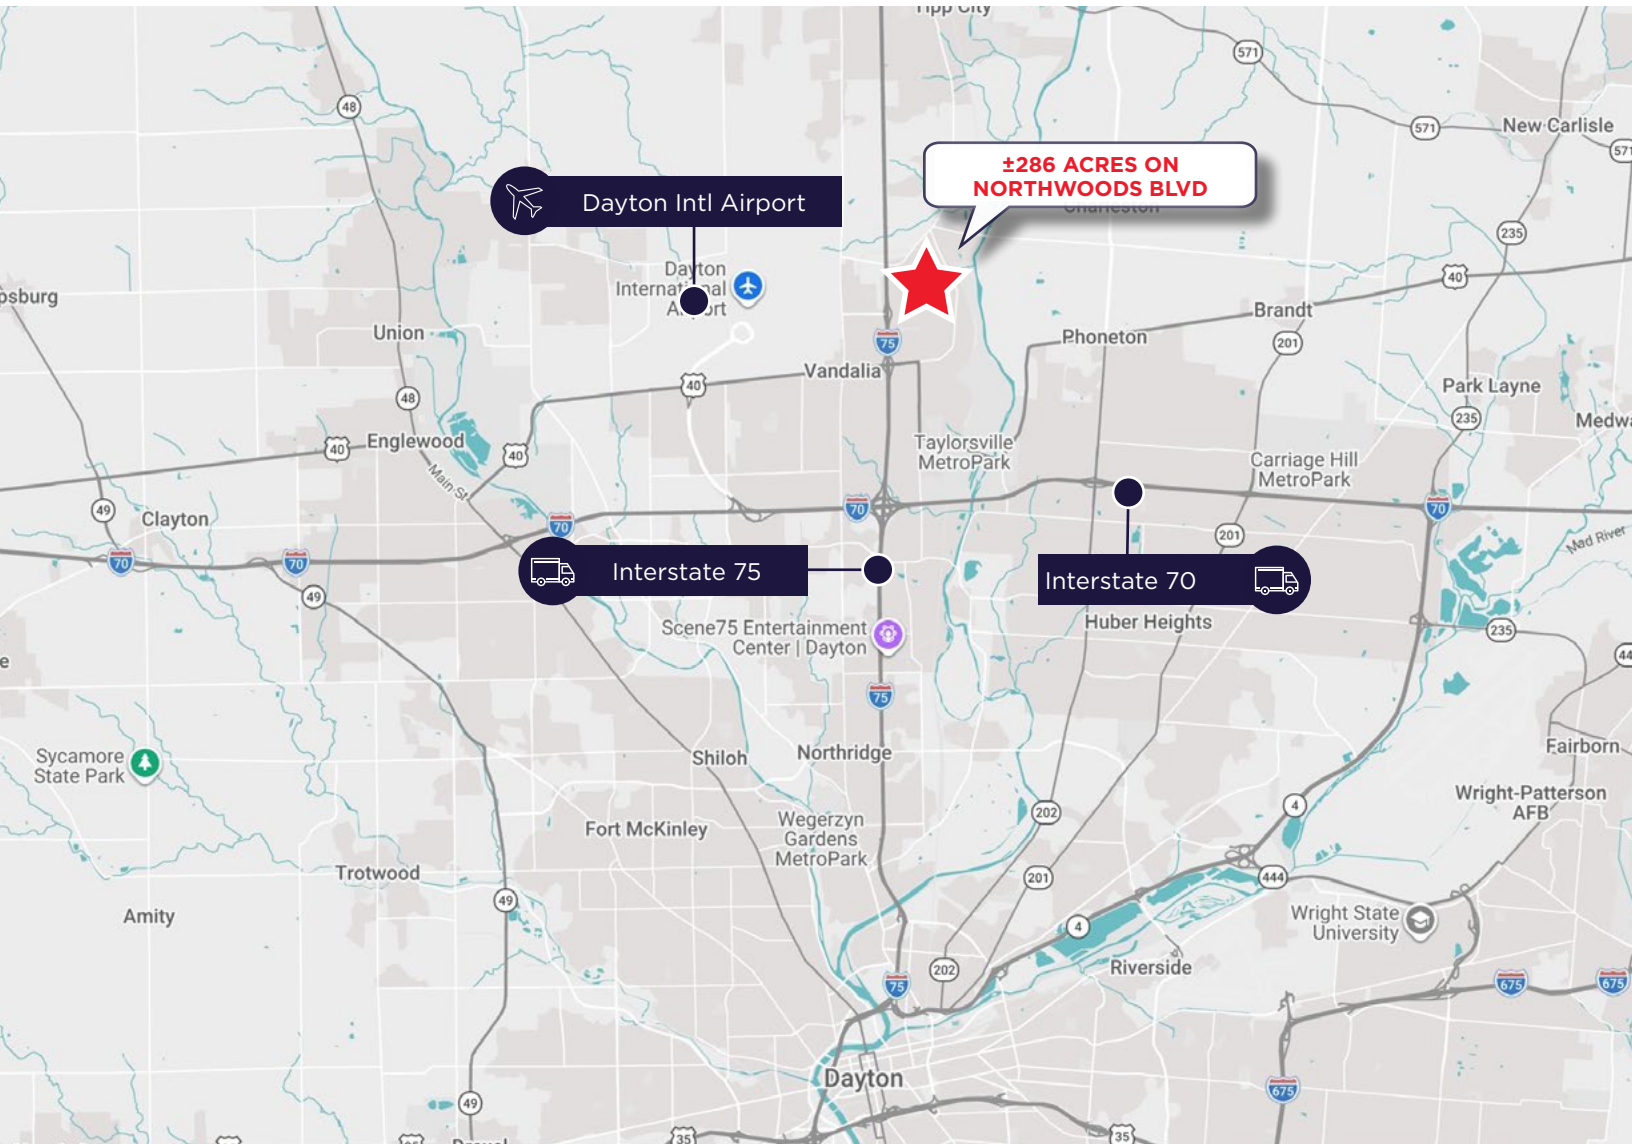 Tipp City
571
48
571
New Carlisle
571
±286 ACRES ON
NORTHWOODS BLVD
Dayton Intl Airport
Charleston
235
Dayton
International
Airport
40
Brandt
Union
75
Phoneton
201
Vandalia
40
Park Layne
48
235
Englewood
40
40
Main St
Taylorsville
MetroPark
Carriage Hill
MetroPark
49
Clayton
70
70
70
201
Mad River
70
70
Interstate 75
Interstate 70
49
Huber Heights
235
Scene75 Entertainment
Center | Dayton
75
Sycamore
State Park
Shiloh
Northridge
Fairborn
Wright-Patterson
AFB
4
202
Fort McKinley
Wegerzyn
Gardens
MetroPark
Trotwood
201
444
49
Amity
4
Wright State
University
202
Riverside
75
675
675
Dayton
675
49
35
35